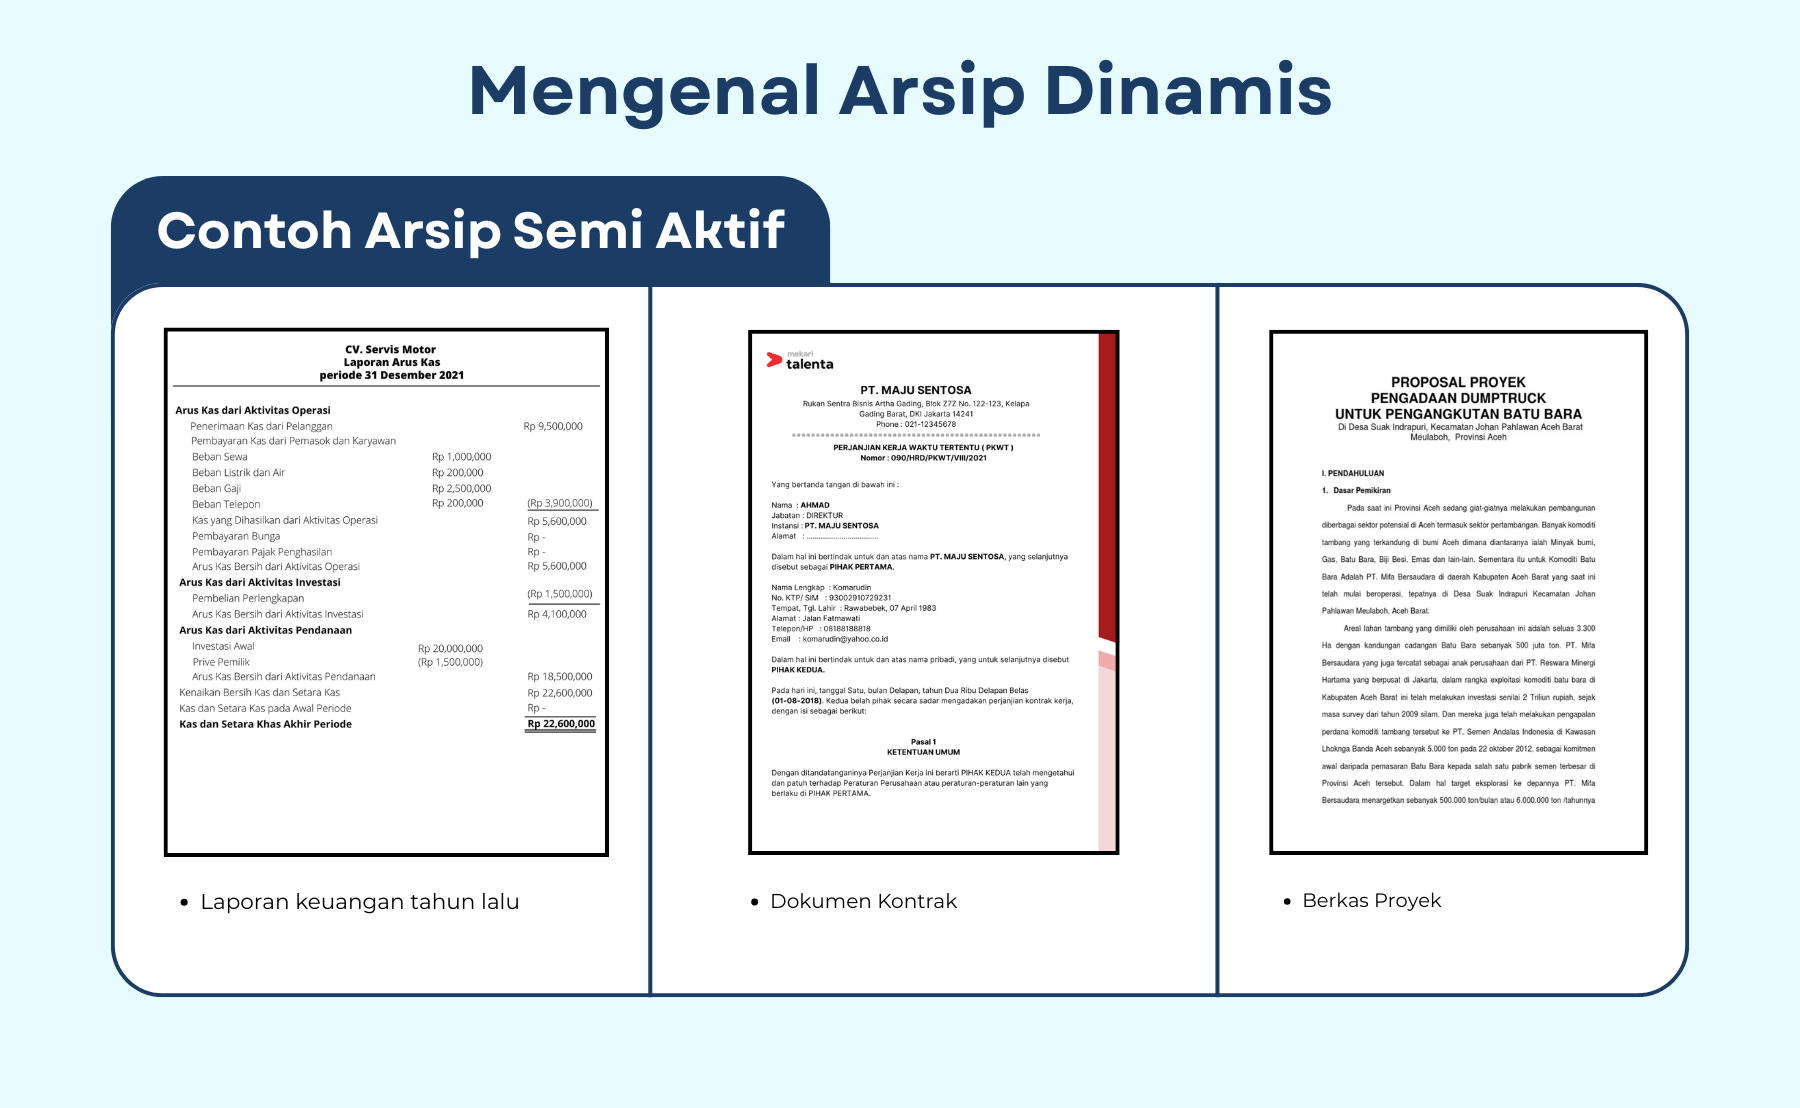 Mengenal Arsip Dinamis
Contoh Arsip Semi Aktif
CV. Servis Motor
Laporan Arus Kas
periode 31 Desember 2021
Arus Kas dari Aktivitas Operasi
Penerimaan Kas dari Pelanggan Rp 9,500,000
Pembayaran Kas dari Pemasok dan Karyawan
Beban Sewa Rp 1,000,000
Beban Listrik dan Air Rp 200,000
Beban Gaji Rp 2,500,000
Beban Telepon Rp 200,000 (Rp 3,900,000)
Kas yang Dihasilkan dari Aktivitas Operasi Rp 5,600,000
Pembayaran Bunga Rp -
Pembayaran Pajak Penghasilan Rp -
Arus Kas Bersih dari Aktivitas Operasi Rp 5,600,000
Arus Kas dari Aktivitas Investasi
Pembelian Perlengkapan (Rp 1,500,000)
Arus Kas Bersih dari Aktivitas Investasi Rp 4,100,000
Arus Kas dari Aktivitas Pendanaan
Investasi Awal Rp 20,000,000
Prive Pemilik (Rp 1,500,000)
Arus Kas Bersih dari Aktivitas Pendanaan Rp 18,500,000
Kenaikan Bersih Kas dan Setara Kas Rp 22,600,000
Kas dan Setara Kas pada Awal Periode Rp -
Kas dan Setara Khas Akhir Periode Rp 22,600,000
• Laporan keuangan tahun lalu
mekari
talenta
PT. MAJU SENTOSA
Rukan Sentra Bisnis Artha Gading, Blok Z7Z No. 122-123, Kelapa
Gading Barat, DKI Jakarta 14241
Phone : 021-12345678
PERJANJIAN KERJA WAKTU TERTENTU ( PKWT )
Nomor : 090/HRD/PKWT/VIII/2021
Yang bertanda tangan di bawah ini :
Nama : AHMAD
Jabatan : DIREKTUR
Instansi : PT. MAJU SENTOSA
Alamat : ..................................
Dalam hal ini bertindak untuk dan atas nama PT. MAJU SENTOSA, yang selanjutnya
disebut sebagai PIHAK PERTAMA.
Nama Lengkap : Komarudin
No. KTP/ SIM : 93002910729231
Tempat, Tgl. Lahir : Rawabebek, 07 April 1983
Alamat : Jalan Fatmawati
Telepon/HP : 08188188818
Email : komarudin@yahoo.co.id
Dalam hal ini bertindak untuk dan atas nama pribadi, yang untuk selanjutnya disebut
PIHAK KEDUA.
Pada hari ini, tanggal Satu, bulan Delapan, tahun Dua Ribu Delapan Belas
(01-08-2018). Kedua belah pihak secara sadar mengadakan perjanjian kontrak kerja,
dengan isi sebagai berikut:
Pasal 1
KETENTUAN UMUM
Dengan ditandatanganinya Perjanjian Kerja ini berarti PIHAK KEDUA telah mengetahui
dan patuh terhadap Peraturan Perusahaan atau peraturan-peraturan lain yang
berlaku di PIHAK PERTAMA.
• Dokumen Kontrak
PROPOSAL PROYEK
PENGADAAN DUMPTRUCK
UNTUK PENGANGKUTAN BATU BARA
Di Desa Suak Indrapuri, Kecamatan Johan Pahlawan Aceh Barat
Meulaboh, Provinsi Aceh
I. PENDAHULUAN
1. Dasar Pemikiran
Pada saat ini Provinsi Aceh sedang giat-giatnya melakukan pembangunan
diberbagai sektor potensial di Aceh termasuk sektor pertambangan. Banyak komoditi
tambang yang terkandung di bumi Aceh dimana diantaranya ialah Minyak bumi,
Gas, Batu Bara, Biji Besi, Emas dan lain-lain. Sementara itu untuk Komoditi Batu
Bara Adalah PT. Mifa Bersaudara di daerah Kabupaten Aceh Barat yang saat ini
telah mulai beroperasi, tepatnya di Desa Suak Indrapuri Kecamatan Johan
Pahlawan Meulaboh, Aceh Barat.
Areal lahan tambang yang dimiliki oleh perusahaan ini adalah seluas 3.300
Ha dengan kandungan cadangan Batu Bara sebanyak 500 juta ton. PT. Mifa
Bersaudara yang juga tercatat sebagai anak perusahaan dari PT. Reswara Minergi
Hartama yang berpusat di Jakarta, dalam rangka exploitasi komoditi batu bara di
Kabupaten Aceh Barat ini telah melakukan investasi senilai 2 Triliun rupiah, sejak
masa survey dari tahun 2009 silam. Dan mereka juga telah melakukan pengapalan
perdana komoditi tambang tersebut ke PT. Semen Andalas Indonesia di Kawasan
Lhoknga Banda Aceh sebanyak 5.000 ton pada 22 oktober 2012, sebagai komitmen
awal daripada pemasaran Batu Bara kepada salah satu pabrik semen terbesar di
Provinsi Aceh tersebut. Dalam hal target eksplorasi ke depannya PT. Mifa
Bersaudara menargetkan sebanyak 500.000 ton/bulan atau 6.000.000 ton /tahunnya
• Berkas Proyek